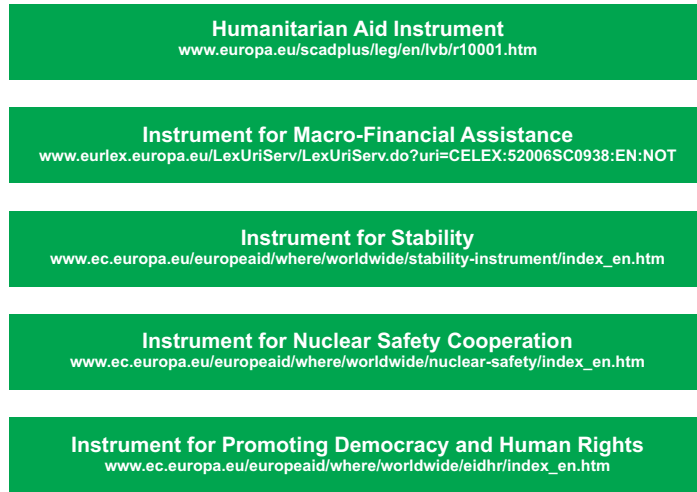 Humanitarian Aid Instrument
www.europa.eu/scadplus/leg/en/lvb/r10001.htm
Instrument for Macro-Financial Assistance
www.eurlex.europa.eu/LexUriServ/LexUriServ.do?uri=CELEX:52006SC0938:EN:NOT
Instrument for Stability
www.ec.europa.eu/europeaid/where/worldwide/stability-instrument/index_en.htm
Instrument for Nuclear Safety Cooperation
www.ec.europa.eu/europeaid/where/worldwide/nuclear-safety/index_en.htm
Instrument for Promoting Democracy and Human Rights
www.ec.europa.eu/europeaid/where/worldwide/eidhr/index_en.htm